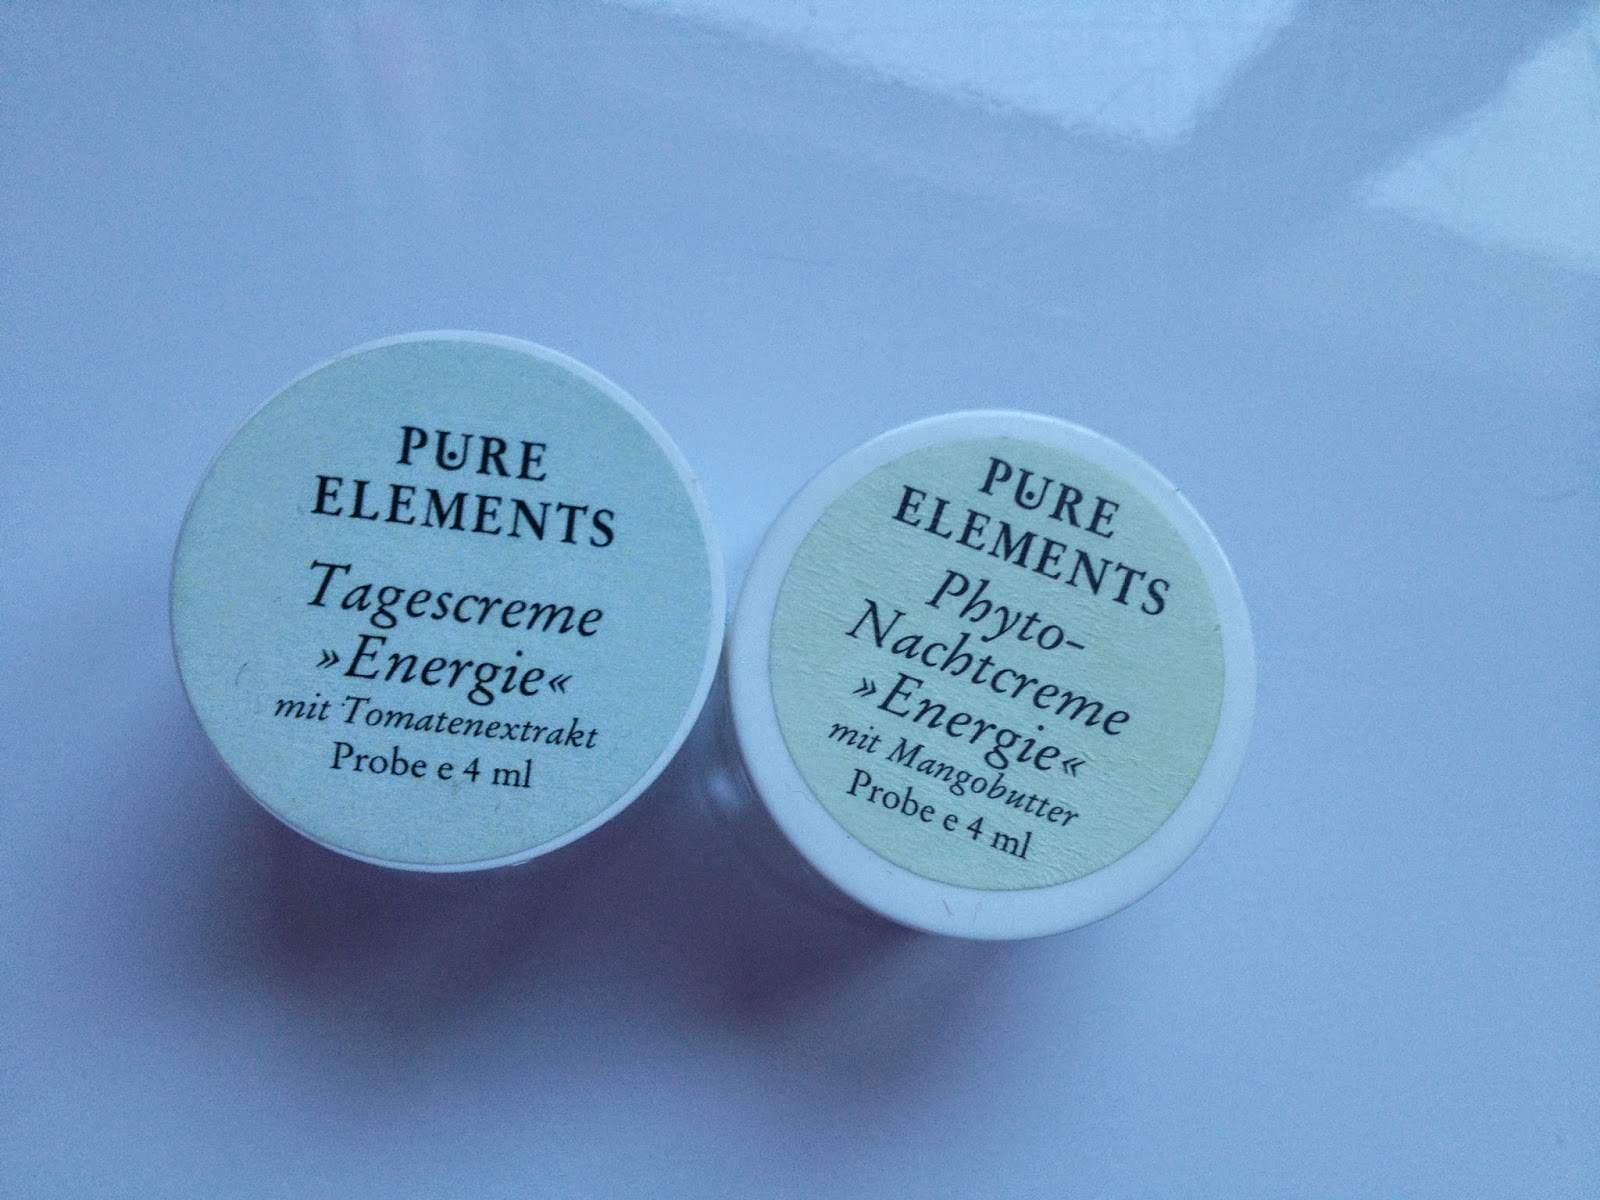 PURE
ELEMENTS
Tagescreme
»Energie«
mit Tomatenextrakt
Probe e 4 ml
PURE
ELEMENTS
Phyto-
Nachtcreme
»Energie«
mit Mangobutter
Probe e 4 ml